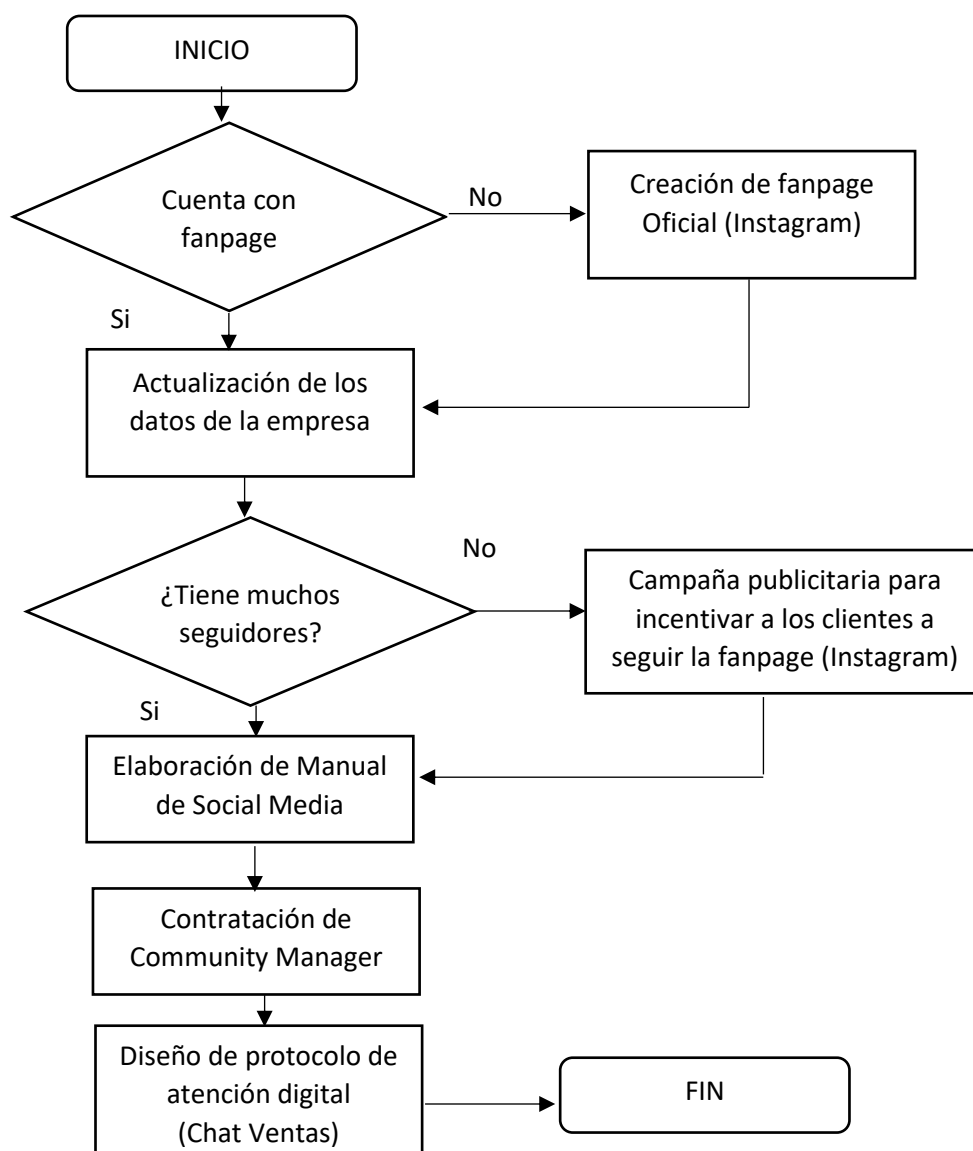 INICIO
Cuenta con
fanpage
No
Creación de fanpage
Oficial (Instagram)
Si
Actualización de los
datos de la empresa
¿Tiene muchos
seguidores?
No
Campaña publicitaria para
incentivar a los clientes a
seguir la fanpage (Instagram)
Si
Elaboración de Manual
de Social Media
Contratación de
Community Manager
Diseño de protocolo de
atención digital
(Chat Ventas)
FIN